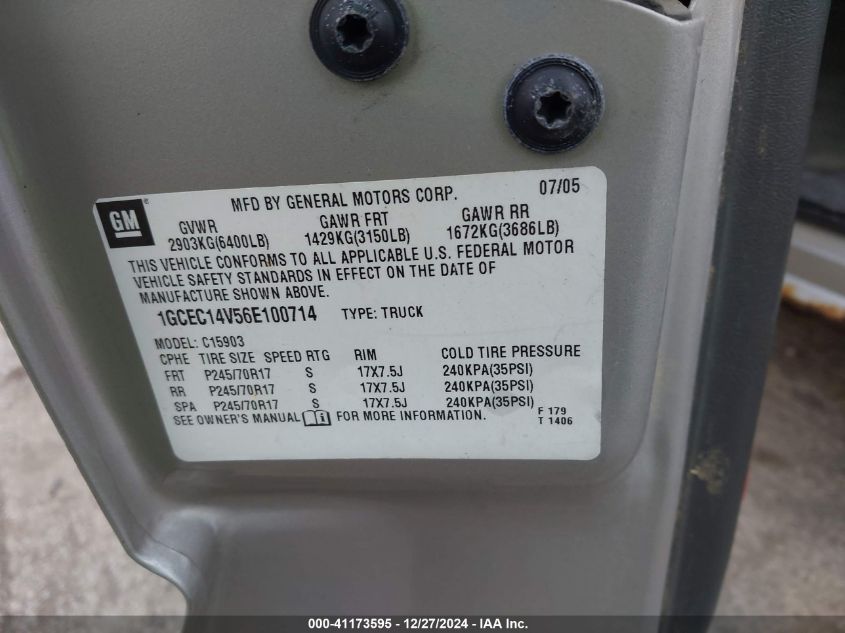 GM ®
MFD BY GENERAL MOTORS CORP. 07/05
GVWR GAWR FRT GAWR RR
2903KG(6400LB) 1429KG(3150LB) 1672KG(3686LB)
THIS VEHICLE CONFORMS TO ALL APPLICABLE U.S. FEDERAL MOTOR
VEHICLE SAFETY STANDARDS IN EFFECT ON THE DATE OF
MANUFACTURE SHOWN ABOVE.
1GCEC14V56E100714 TYPE: TRUCK
MODEL: C15903
CPHE TIRE SIZE SPEED RTG RIM COLD TIRE PRESSURE
FRT P245/70R17 S 17X7.5J 240KPA(35PSI)
RR P245/70R17 S 17X7.5J 240KPA(35PSI)
SPA P245/70R17 S 17X7.5J 240KPA(35PSI)
SEE OWNER'S MANUAL FOR MORE INFORMATION. F 179
T 1406
000-41173595 - 12/27/2024 - IAA Inc.